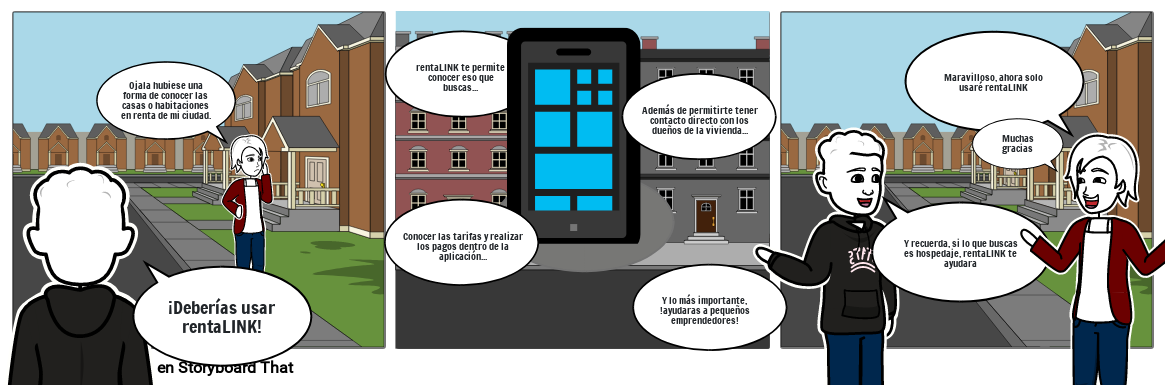 Ojala hubiese una
forma de conocer las
casas o habitaciones
en renta de mi ciudad.
¡Deberías usar
rentaLINK!
en Storyboard That
rentaLINK te permite
conocer eso que
buscas...
Además de permitirte tener
contacto directo con los
dueños de la vivienda...
Conocer las tarifas y realizar
los pagos dentro de la
aplicación...
Y lo más importante,
!ayudaras a pequeños
emprendedores!
Maravilloso, ahora solo
usaré rentaLINK
Muchas
gracias
Y recuerda, si lo que buscas
es hospedaje, rentaLINK te
ayudara